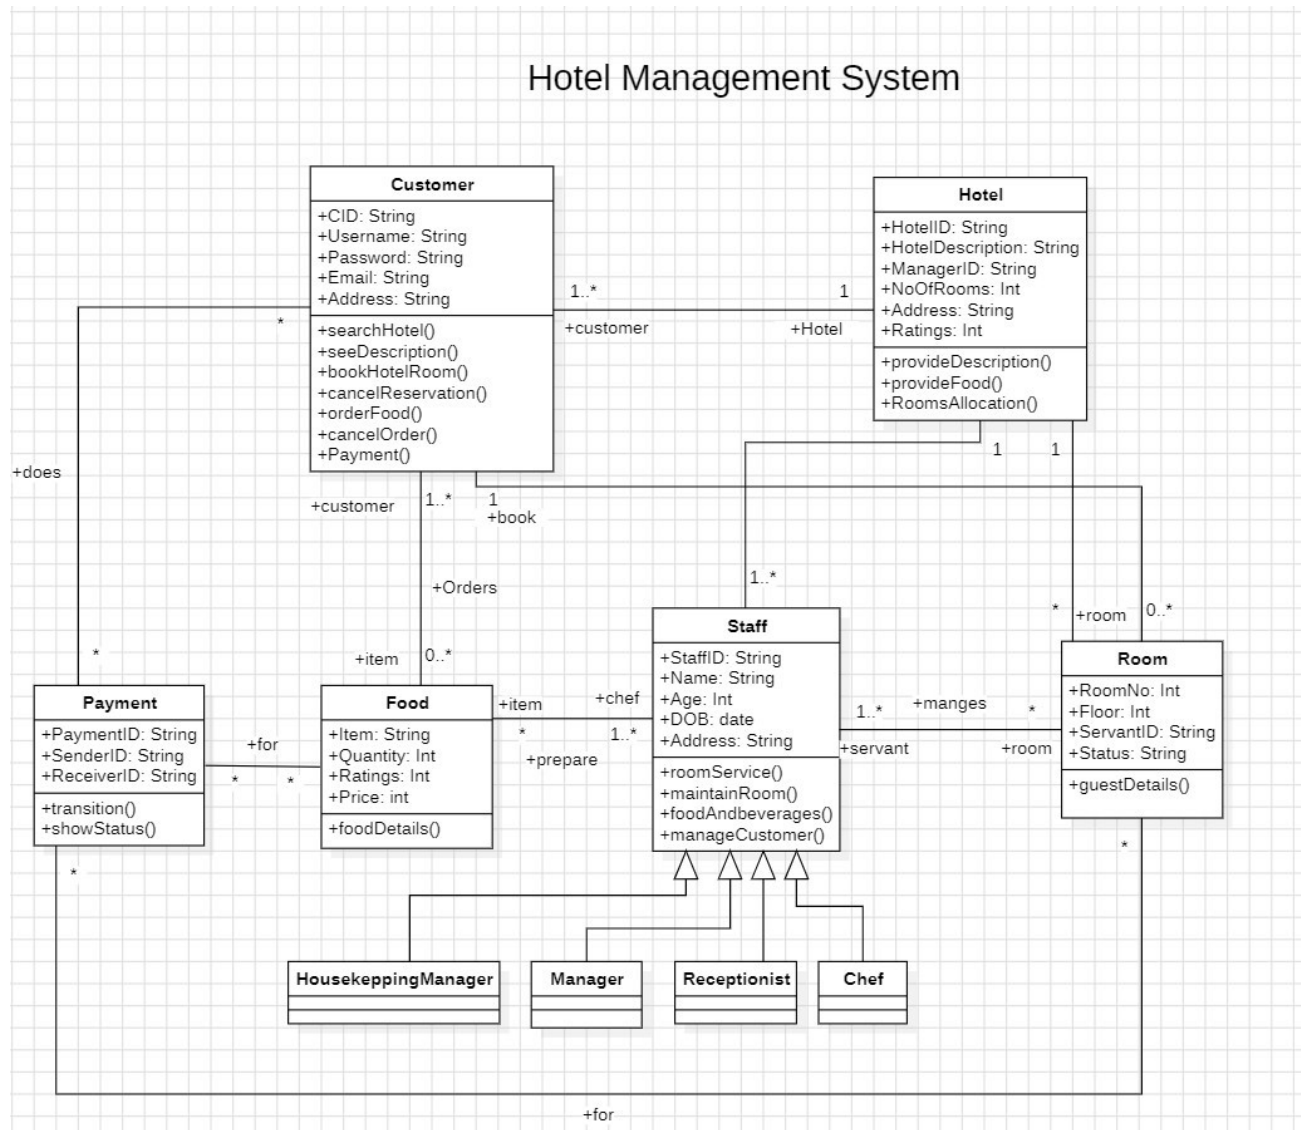 Hotel Management System
Customer
+CID: String
+Username: String
+Password: String
+Email: String
+Address: String
+searchHotel()
+seeDescription()
+bookHotelRoom()
+cancelReservation()
+orderFood()
+cancelOrder()
+Payment()
Hotel
+HotelID: String
+HotelDescription: String
+ManagerID: String
+NoOfRooms: Int
+Address: String
+Ratings: Int
+provideDescription()
+provideFood()
+RoomsAllocation()
1..*
1
+customer
+Hotel
*
+does
*
+customer
1..*
1
+book
+Orders
+item
0..*
1
1
1..*
*
+room
0..*
Payment
+PaymentID: String
+SenderID: String
+ReceiverID: String
+transition()
+showStatus()
+for
*
*
Food
+Item: String
+Quantity: Int
+Ratings: Int
+Price: int
+foodDetails()
+item
+chef
*
1..*
+prepare
Staff
+StaffID: String
+Name: String
+Age: Int
+DOB: date
+Address: String
+roomService()
+maintainRoom()
+foodAndbeverages()
+manageCustomer()
1..*
+manges
*
+servant
+room
Room
+RoomNo: Int
+Floor: Int
+ServantID: String
+Status: String
+guestDetails()
*
*
HousekeppingManager
Manager
Receptionist
Chef
+for